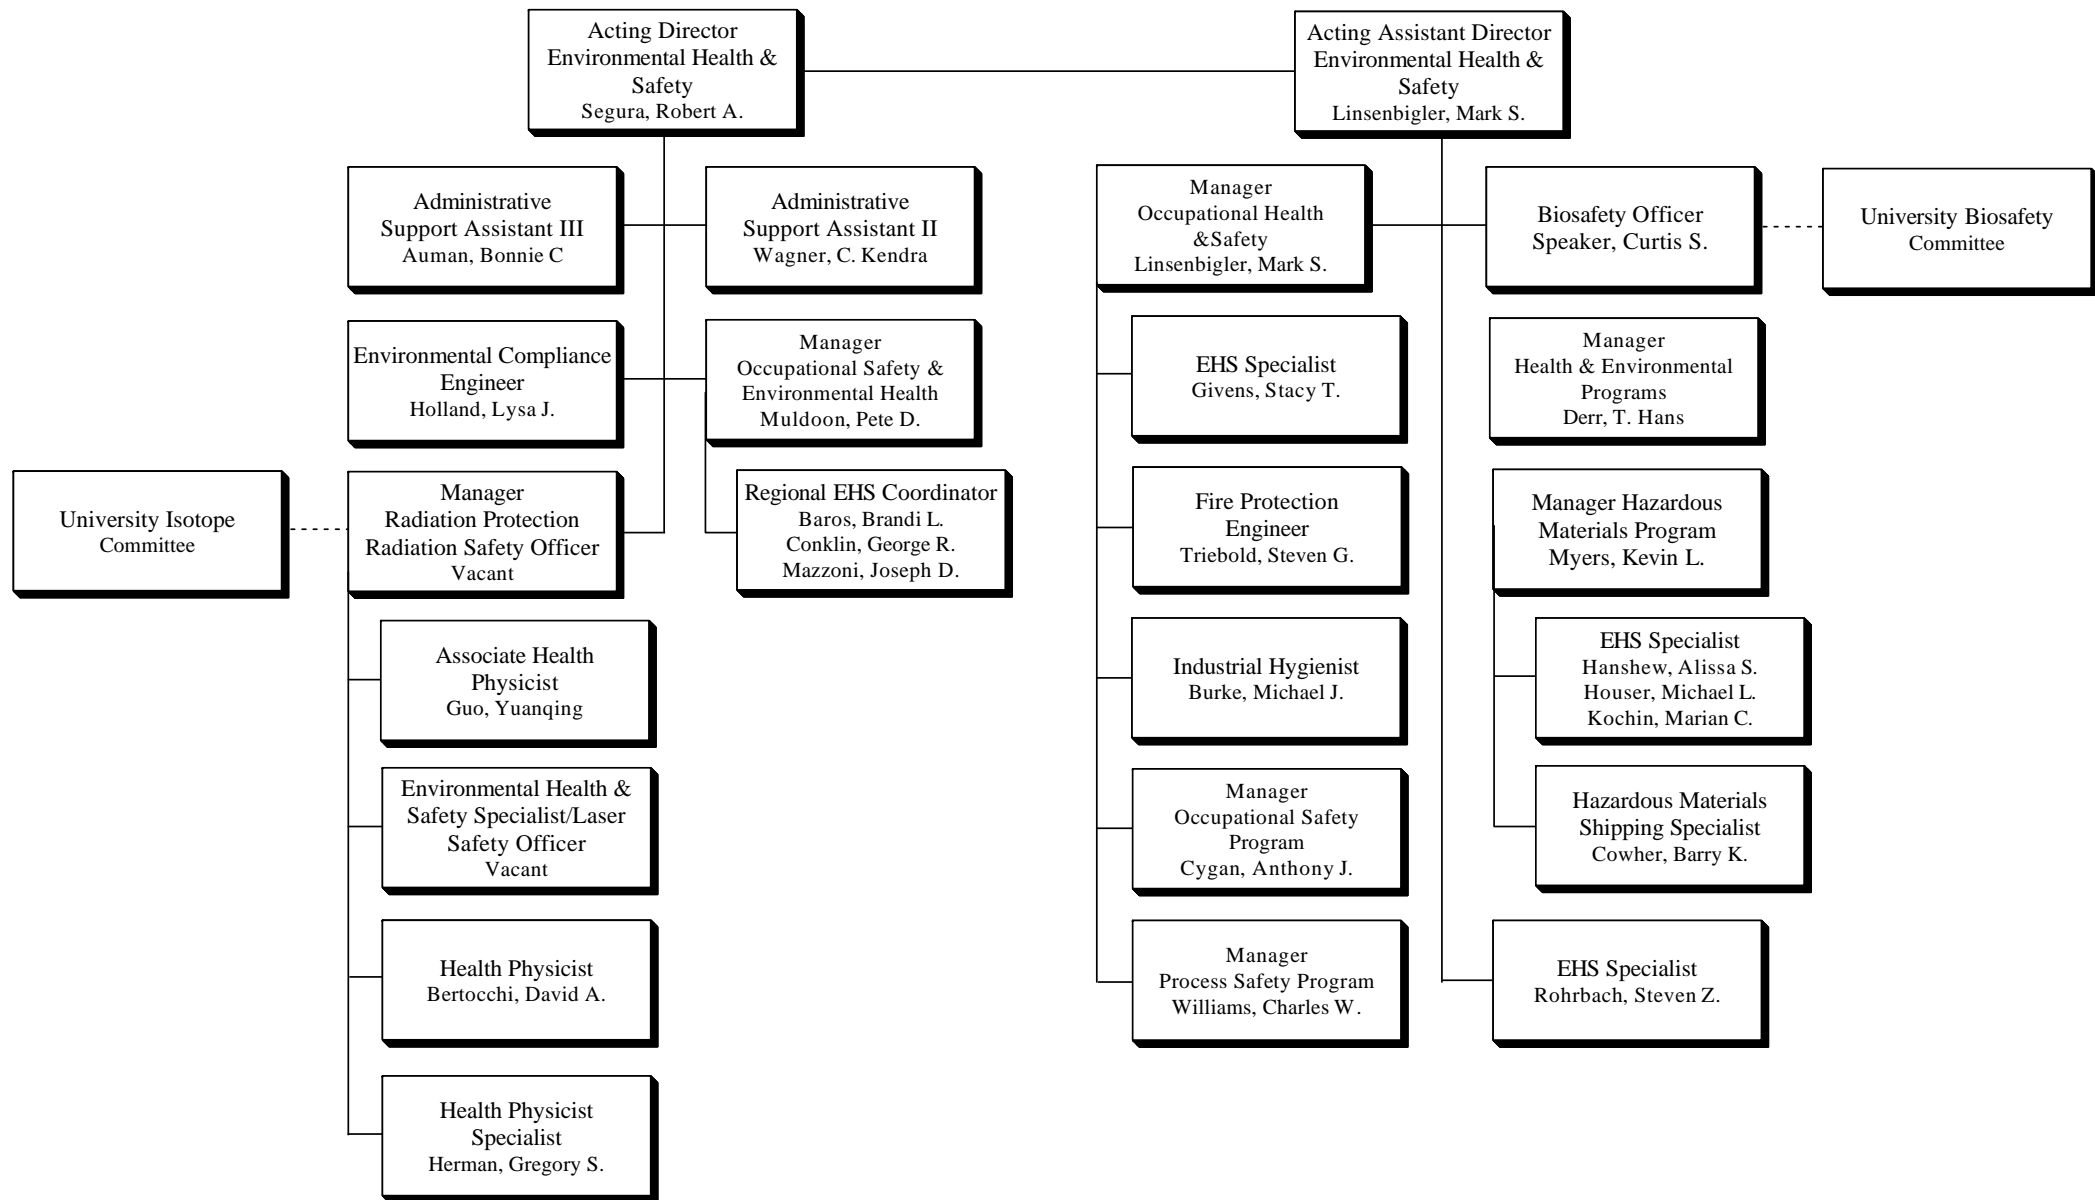 Acting Director
Environmental Health &
Safety
Segura, Robert A.
Acting Assistant Director
Environmental Health &
Safety
Linsenbigler, Mark S.
Administrative
Support Assistant III
Auman, Bonnie C
Administrative
Support Assistant II
Wagner, C. Kendra
Manager
Occupational Health
&Safety
Linsenbigler, Mark S.
Biosafety Officer
Speaker, Curtis S.
University Biosafety
Committee
Environmental Compliance
Engineer
Holland, Lysa J.
Manager
Occupational Safety &
Environmental Health
Muldoon, Pete D.
EHS Specialist
Givens, Stacy T.
Manager
Health & Environmental
Programs
Derr, T. Hans
University Isotope
Committee
Manager
Radiation Protection
Radiation Safety Officer
Vacant
Regional EHS Coordinator
Baros, Brandi L.
Conklin, George R.
Mazzoni, Joseph D.
Fire Protection
Engineer
Triebold, Steven G.
Manager Hazardous
Materials Program
Myers, Kevin L.
Associate Health
Physicist
Guo, Yuanqing
Industrial Hygienist
Burke, Michael J.
EHS Specialist
Hanshew, Alissa S.
Houser, Michael L.
Kochin, Marian C.
Environmental Health &
Safety Specialist/Laser
Safety Officer
Vacant
Manager
Occupational Safety
Program
Cygan, Anthony J.
Hazardous Materials
Shipping Specialist
Cowher, Barry K.
Health Physicist
Bertocchi, David A.
Manager
Process Safety Program
Williams, Charles W.
EHS Specialist
Rohrbach, Steven Z.
Health Physicist
Specialist
Herman, Gregory S.